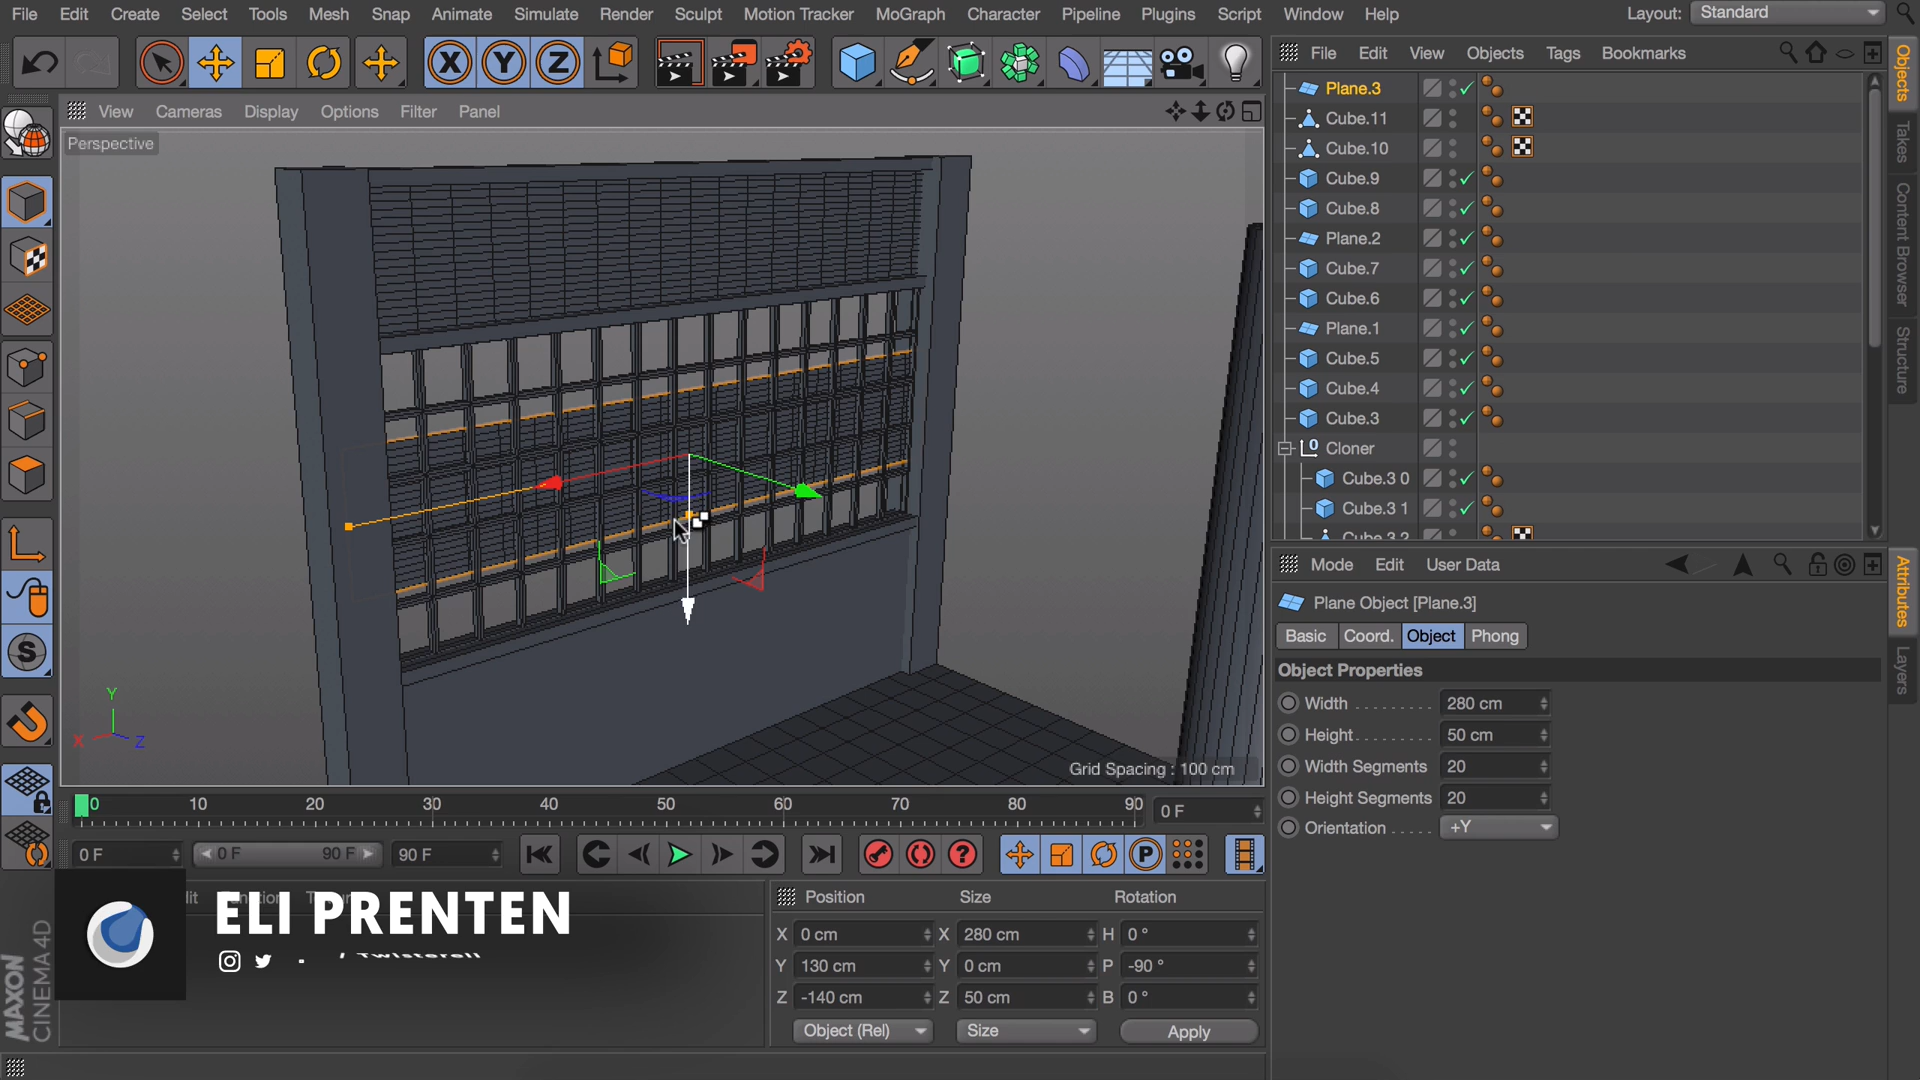 File Edit Create Select Tools Mesh Snap Animate Simulate Render Sculpt Motion Tracker MoGraph Character Pipeline Plugins Script Window Help Layout: Standard
X Y Z
File Edit View Objects Tags Bookmarks
View Cameras Display Options Filter Panel
Perspective
Plane.3
Cube.11
Cube.10
Cube.9
Cube.8
Plane.2
Cube.7
Cube.6
Plane.1
Cube.5
Cube.4
Cube.3
Cloner
Cube.3 0
Cube.3 1
Cube.3 2
Objects
Takes
Content Browser
Structure
Attributes
Layers
Mode Edit User Data
Plane Object [Plane.3]
Basic Coord. Object Phong
Object Properties
Width 280 cm
Height 50 cm
Width Segments 20
Height Segments 20
Orientation +Y
Y
X Z
Grid Spacing : 100 cm
0 10 20 30 40 50 60 70 80 90 0 F
0 F 0 F 90 F 90 F
Position Size Rotation
X 0 cm X 280 cm H 0 °
Y 130 cm Y 0 cm P -90 °
Z -140 cm Z 50 cm B 0 °
Object (Rel) Size Apply
ELI PRENTEN
MAXON
CINEMA 4D